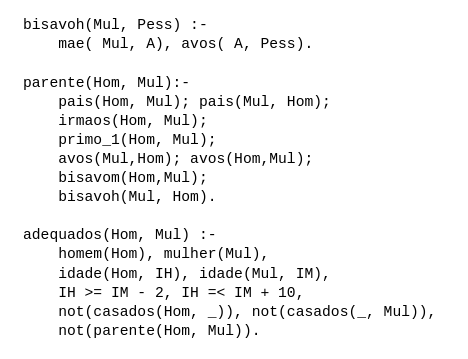 bisavoh(Mul, Pess) :-
    mae( Mul, A), avos( A, Pess).

parente(Hom, Mul):-
    pais(Hom, Mul); pais(Mul, Hom);
    irmaos(Hom, Mul);
    primo_1(Hom, Mul);
    avos(Mul,Hom); avos(Hom,Mul);
    bisavom(Hom,Mul);
    bisavoh(Mul, Hom).

adequados(Hom, Mul) :-
    homem(Hom), mulher(Mul),
    idade(Hom, IH), idade(Mul, IM),
    IH >= IM - 2, IH =< IM + 10,
    not(casados(Hom, _)), not(casados(_, Mul)),
    not(parente(Hom, Mul)).